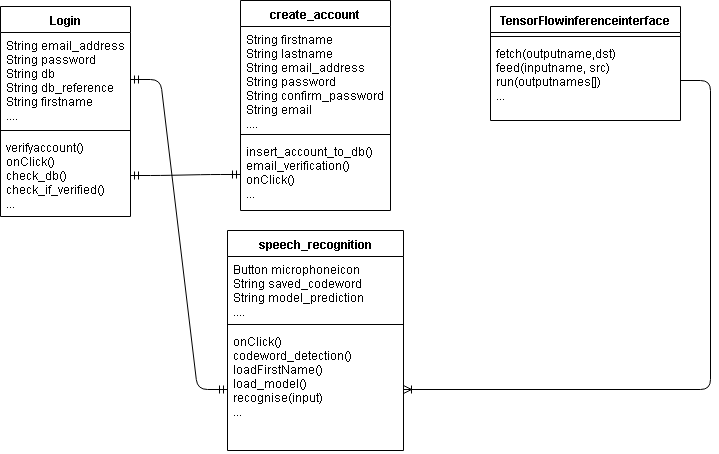 Login
String email_address
String password
String db
String db_reference
String firstname
....
verifyaccount()
onClick()
check_db()
check_if_verified()
...
create_account
String firstname
String lastname
String email_address
String password
String confirm_password
String email
....
insert_account_to_db()
email_verification()
onClick()
...
TensorFlowinferenceinterface
fetch(outputname,dst)
feed(inputname, src)
run(outputnames[])
...
speech_recognition
Button microphoneicon
String saved_codeword
String model_prediction
....
onClick()
codeword_detection()
loadFirstName()
load_model()
recognise(input)
...